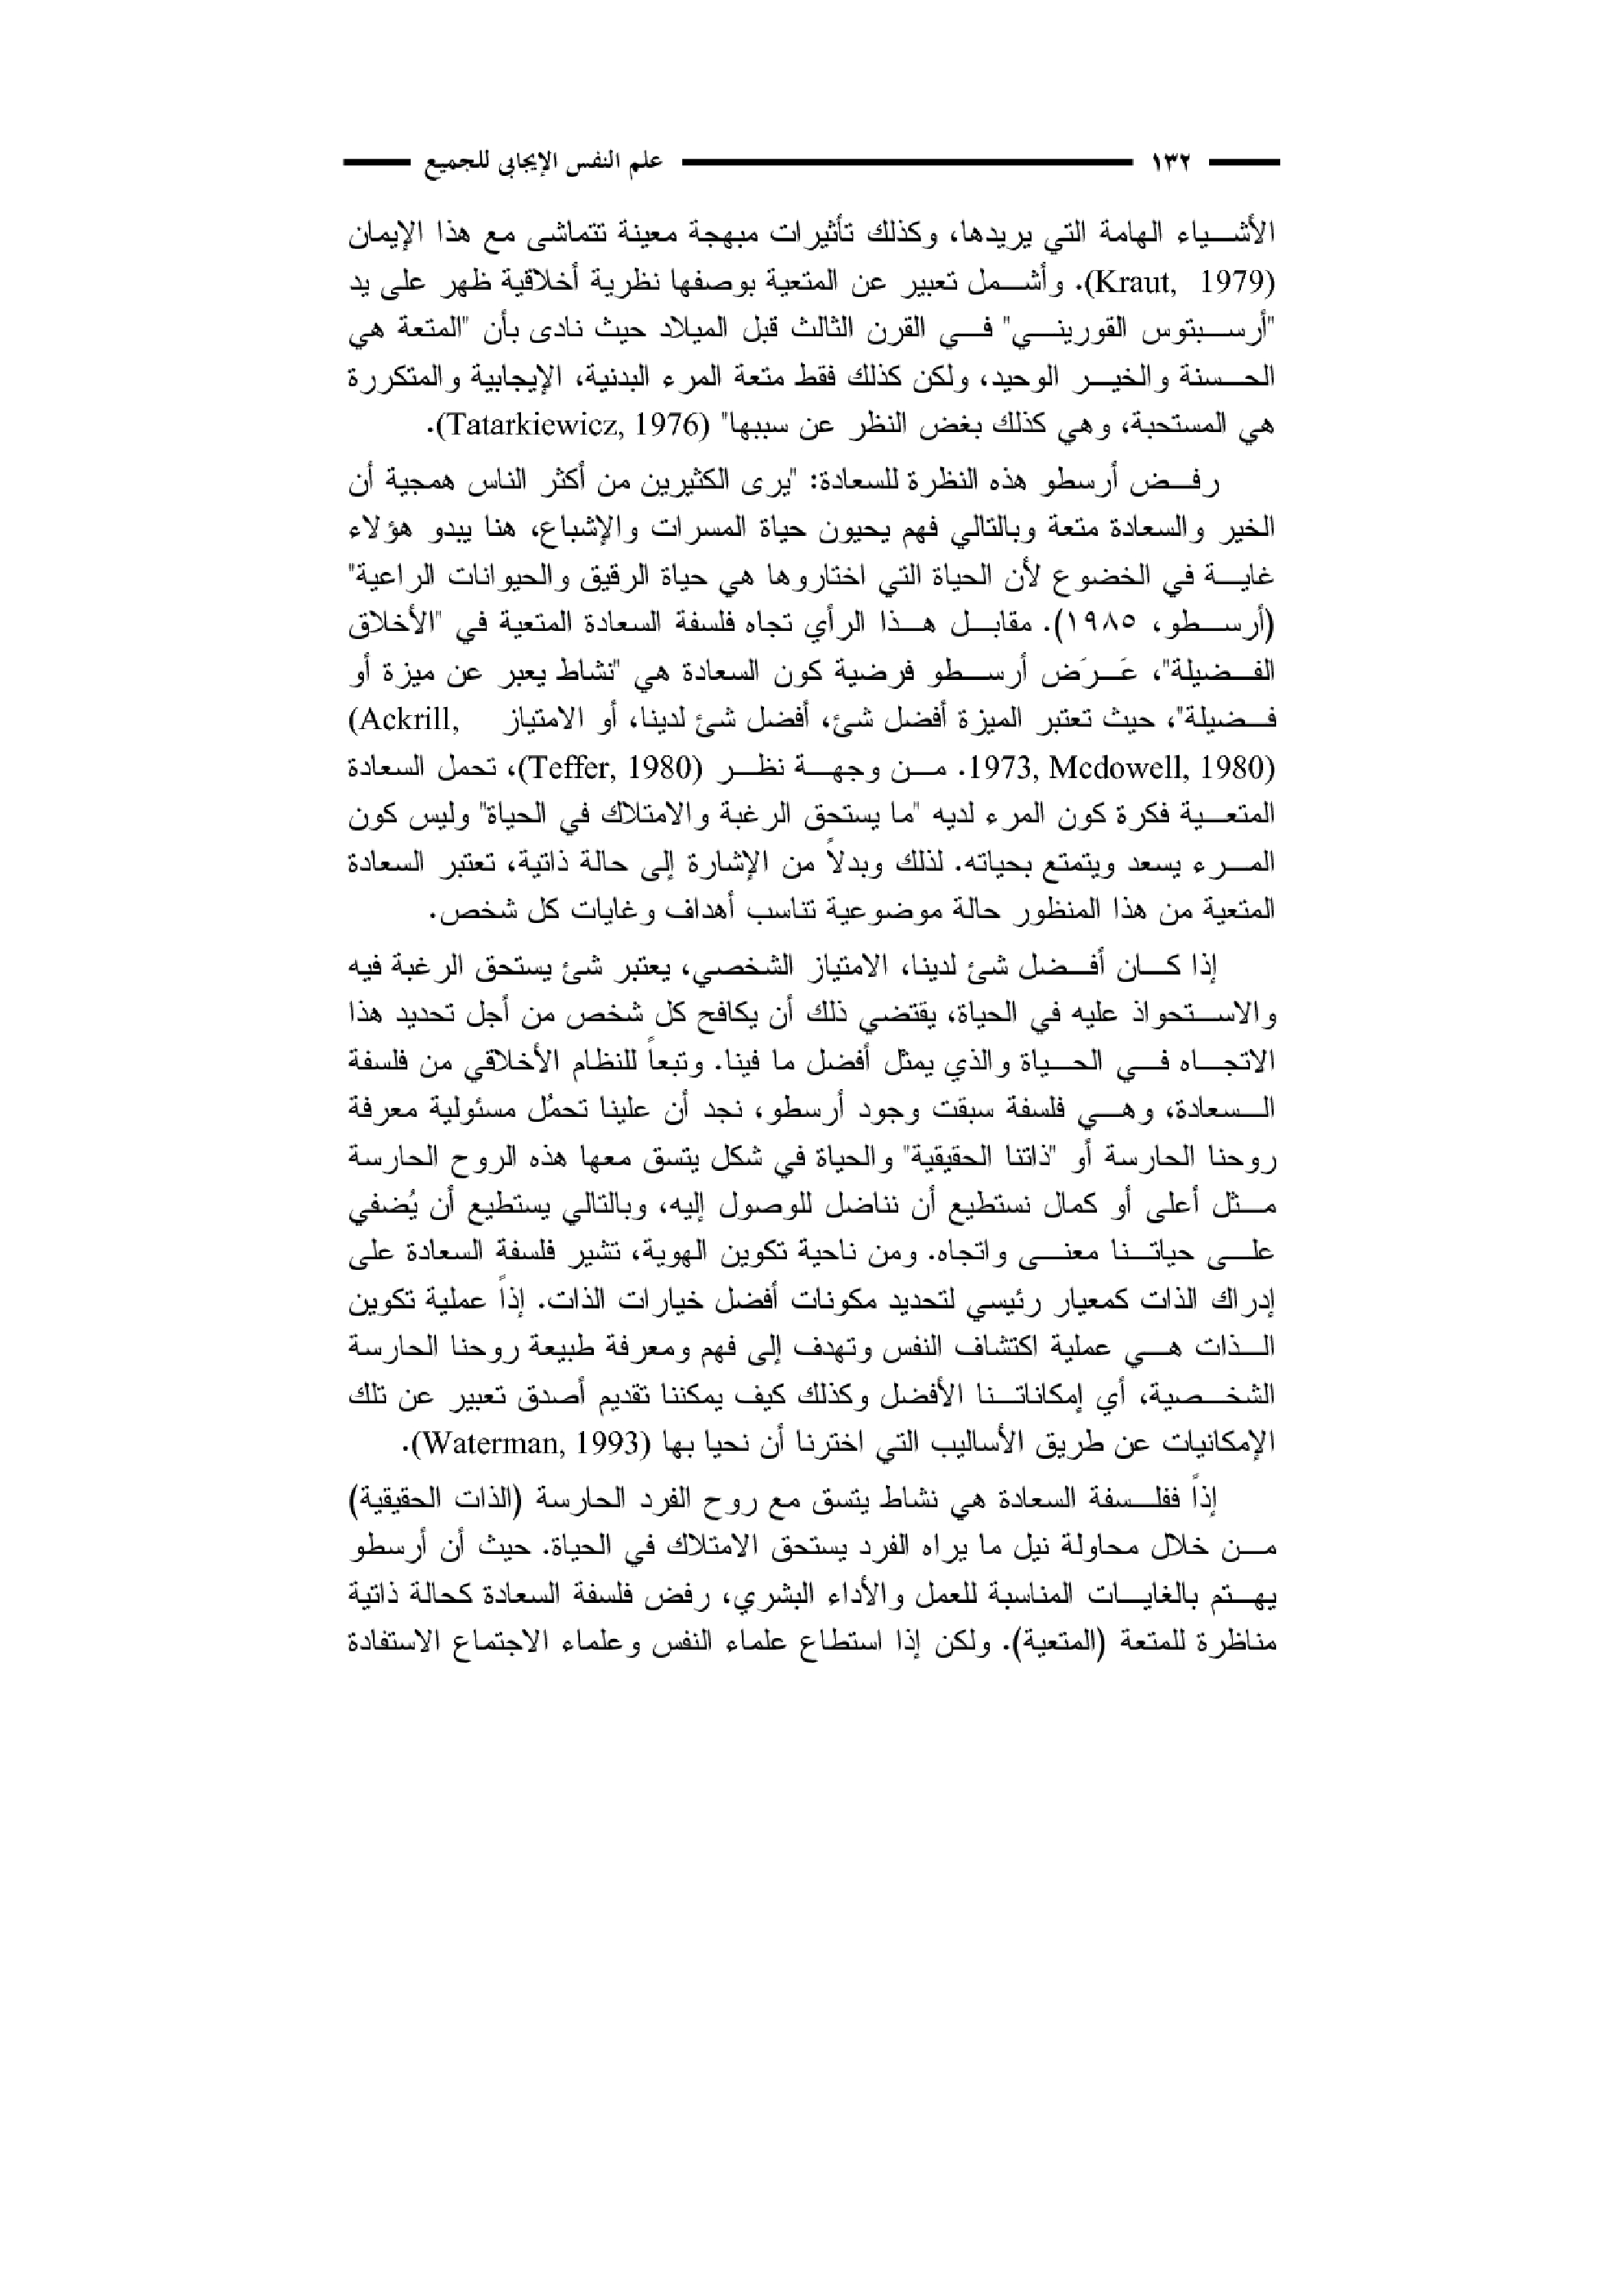 ١٣٢ علم النفس الإيجابي للجميع
الأشياء الهامة التي يريدها، وكذلك تأثيرات مبهجة معينة تتماشى مع هذا الإيمان
(Kraut, 1979). وأشمل تعبير عن المتعية بوصفها نظرية أخلاقية ظهر على يد
"أرسبتوس القوريني" في القرن الثالث قبل الميلاد حيث نادى بأن "المتعة هي
الحسنة والخير الوحيد، ولكن كذلك فقط متعة المرء البدنية، الإيجابية والمتكررة
هي المستحبة، وهي كذلك بغض النظر عن سببها" (Tatarkiewicz, 1976).
رفض أرسطو هذه النظرة للسعادة: "يرى الكثيرين من أكثر الناس همجية أن
الخير والسعادة متعة وبالتالي فهم يحيون حياة المسرات والإشباع، هنا يبدو هؤلاء
غاية في الخضوع لأن الحياة التي اختاروها هي حياة الرقيق والحيوانات الراعية"
(أرسطو، ١٩٨٥). مقابل هذا الرأي تجاه فلسفة السعادة المتعية في "الأخلاق
الفضيلة"، عَرَض أرسطو فرضية كون السعادة هي "نشاط يعبر عن ميزة أو
فضيلة"، حيث تعتبر الميزة أفضل شئ، أفضل شئ لدينا، أو الامتياز (Ackrill,
1973, Mcdowell, 1980). من وجهة نظر (Teffer, 1980)، تحمل السعادة
المتعية فكرة كون المرء لديه "ما يستحق الرغبة والامتلاك في الحياة" وليس كون
المرء يسعد ويتمتع بحياته. لذلك وبدلاً من الإشارة إلى حالة ذاتية، تعتبر السعادة
المتعية من هذا المنظور حالة موضوعية تناسب أهداف وغايات كل شخص.
إذا كان أفضل شئ لدينا، الامتياز الشخصي، يعتبر شئ يستحق الرغبة فيه
والاستحواذ عليه في الحياة، يقتضي ذلك أن يكافح كل شخص من أجل تحديد هذا
الاتجاه في الحياة والذي يمثل أفضل ما فينا. وتبعاً للنظام الأخلاقي من فلسفة
السعادة، وهي فلسفة سبقت وجود أرسطو، نجد أن علينا تحمُل مسئولية معرفة
روحنا الحارسة أو "ذاتنا الحقيقية" والحياة في شكل يتسق معها هذه الروح الحارسة
مثل أعلى أو كمال نستطيع أن نناضل للوصول إليه، وبالتالي يستطيع أن يُضفي
على حياتنا معنى واتجاه. ومن ناحية تكوين الهوية، تشير فلسفة السعادة على
إدراك الذات كمعيار رئيسي لتحديد مكونات أفضل خيارات الذات. إذاً عملية تكوين
الذات هي عملية اكتشاف النفس وتهدف إلى فهم ومعرفة طبيعة روحنا الحارسة
الشخصية، أي إمكاناتنا الأفضل وكذلك كيف يمكننا تقديم أصدق تعبير عن تلك
الإمكانيات عن طريق الأساليب التي اخترنا أن نحيا بها (Waterman, 1993).
إذاً ففلسفة السعادة هي نشاط يتسق مع روح الفرد الحارسة (الذات الحقيقية)
من خلال محاولة نيل ما يراه الفرد يستحق الامتلاك في الحياة. حيث أن أرسطو
يهتم بالغايات المناسبة للعمل والأداء البشري، رفض فلسفة السعادة كحالة ذاتية
مناظرة للمتعة (المتعية). ولكن إذا استطاع علماء النفس وعلماء الاجتماع الاستفادة